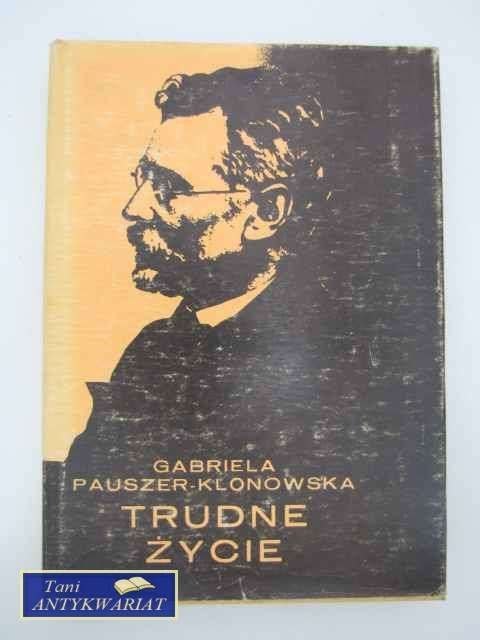 GABRIELA
PAUSZER-KLONOWSKA
TRUDNE
ŻYCIE
Tani
ANTYKWARIAT